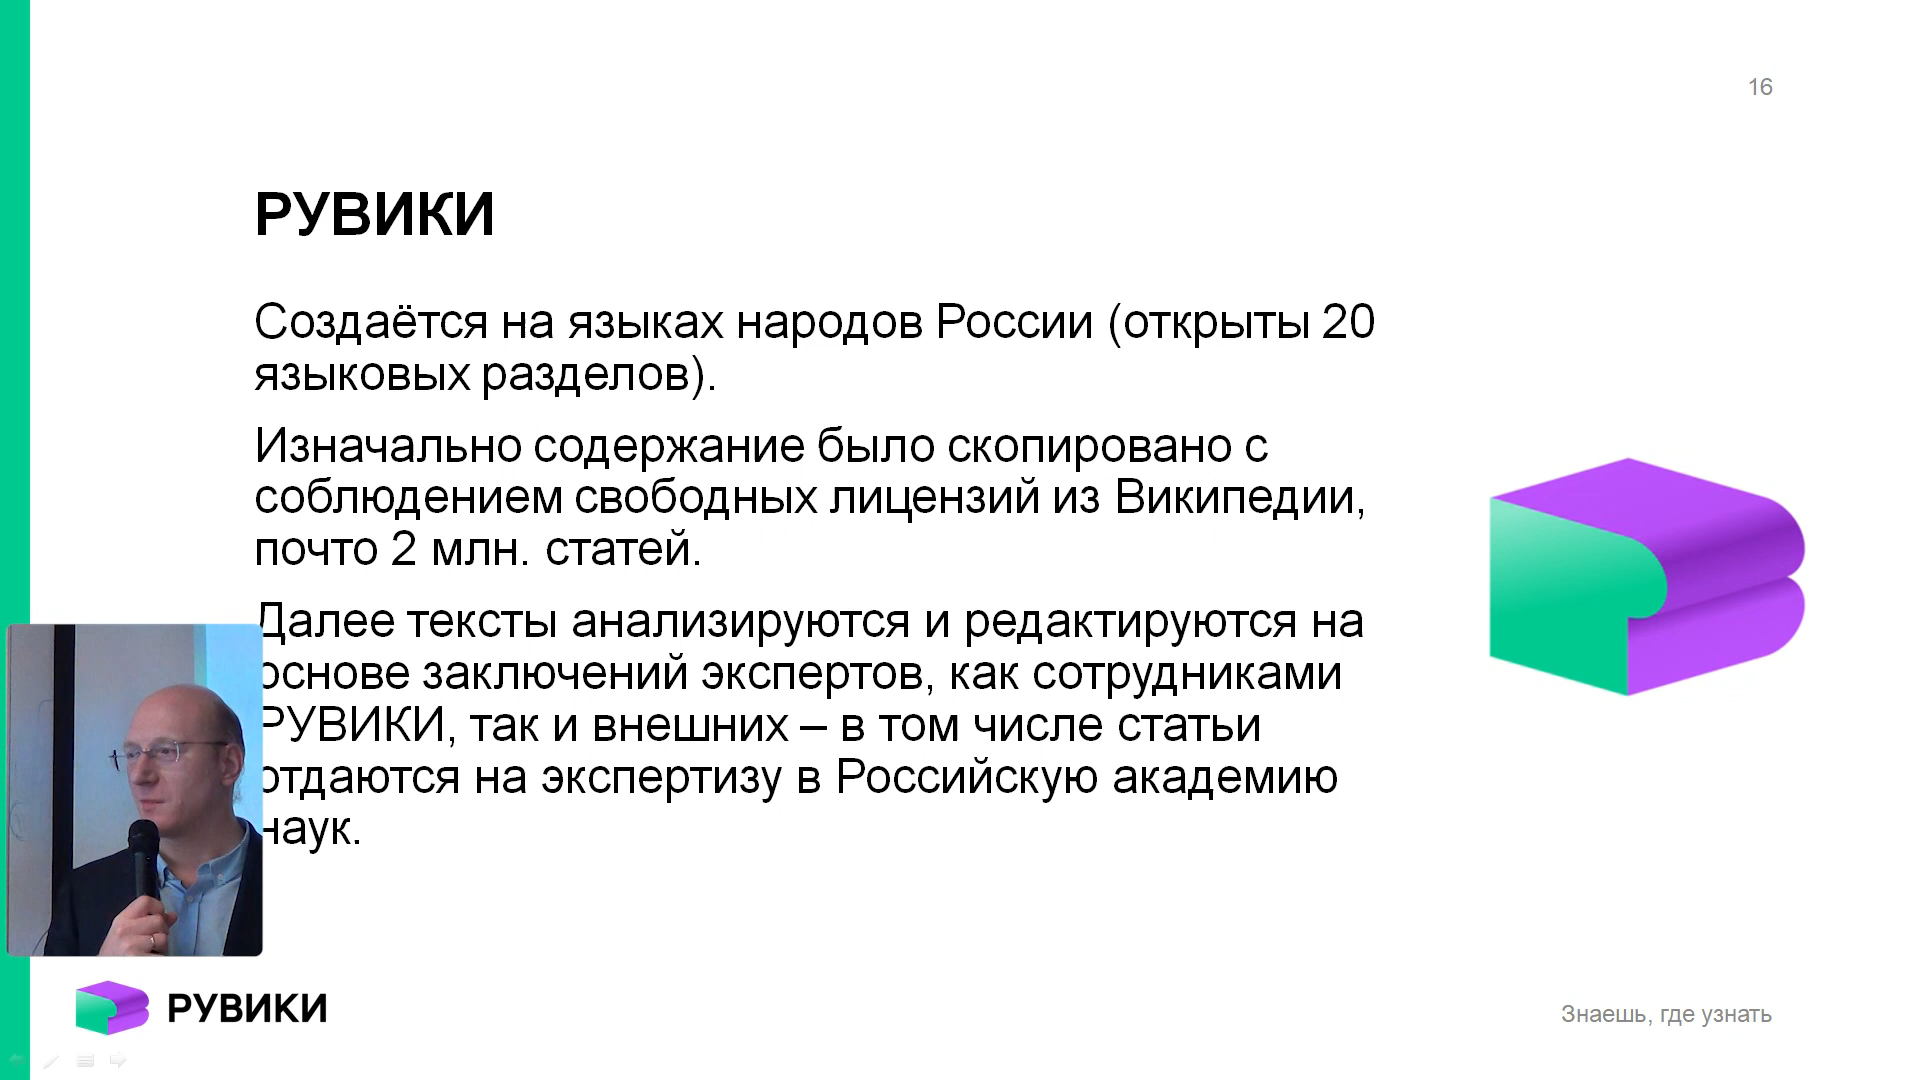 16
РУВИКИ
Создаётся на языках народов России (открыты 20
языковых разделов).
Изначально содержание было скопировано с
соблюдением свободных лицензий из Википедии,
почто 2 млн. статей.
Далее тексты анализируются и редактируются на
основе заключений экспертов, как сотрудниками
РУВИКИ, так и внешних – в том числе статьи
отдаются на экспертизу в Российскую академию
наук.
РУВИКИ
Знаешь, где узнать